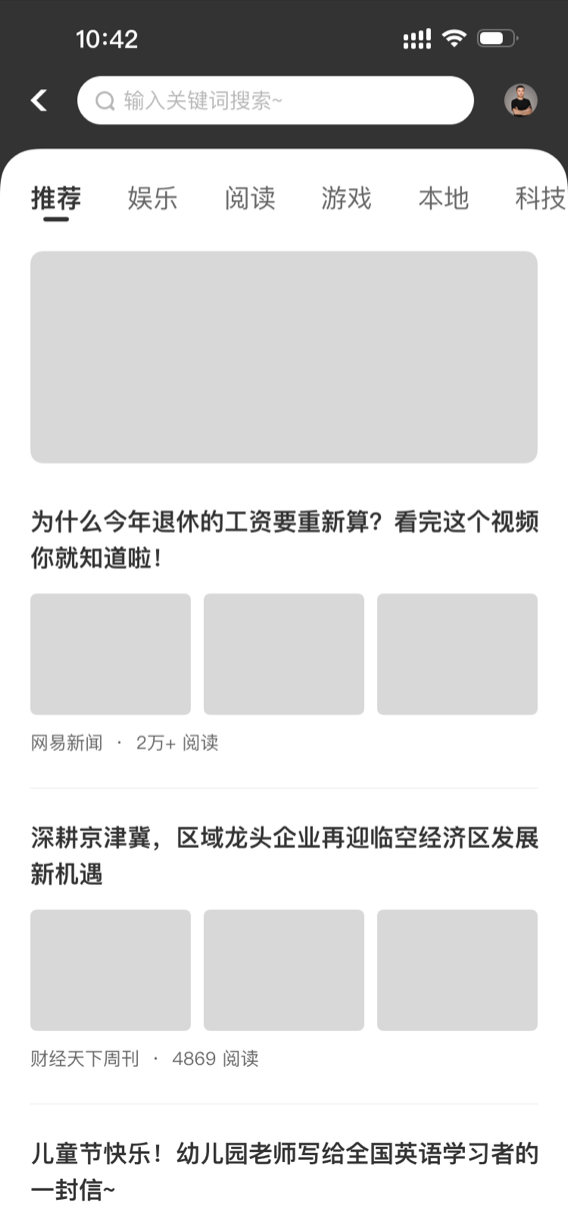 10:42
输入关键词搜索~
推荐 娱乐 阅读 游戏 本地 科技
为什么今年退休的工资要重新算？看完这个视频
你就知道啦！
网易新闻 · 2万+ 阅读
深耕京津冀，区域龙头企业再迎临空经济区发展
新机遇
财经天下周刊 · 4869 阅读
儿童节快乐！幼儿园老师写给全国英语学习者的
一封信~